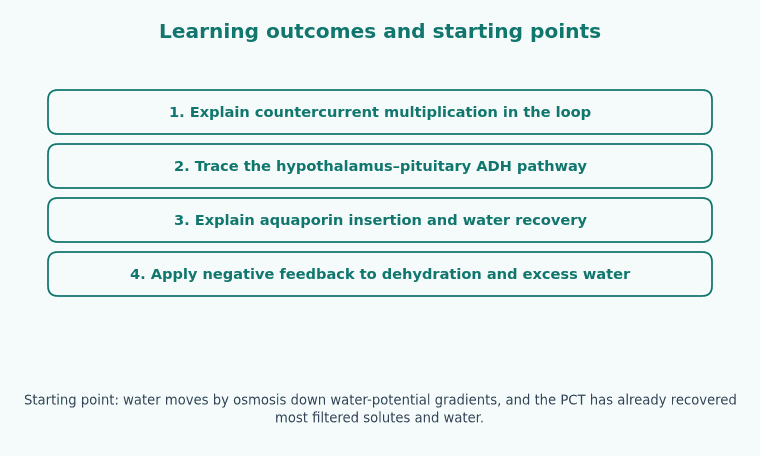 Learning outcomes and starting points
1. Explain countercurrent multiplication in the loop
2. Trace the hypothalamus–pituitary ADH pathway
3. Explain aquaporin insertion and water recovery
4. Apply negative feedback to dehydration and excess water
Starting point: water moves by osmosis down water-potential gradients, and the PCT has already recovered
most filtered solutes and water.